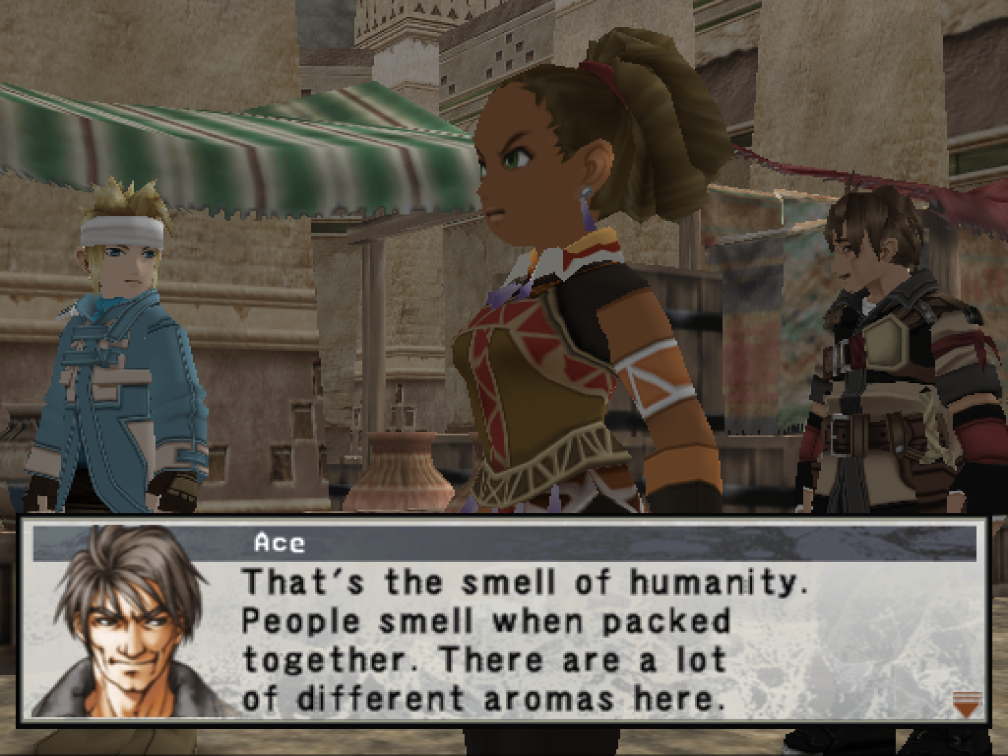 Ace
That's the smell of humanity.
People smell when packed
together. There are a lot
of different aromas here.